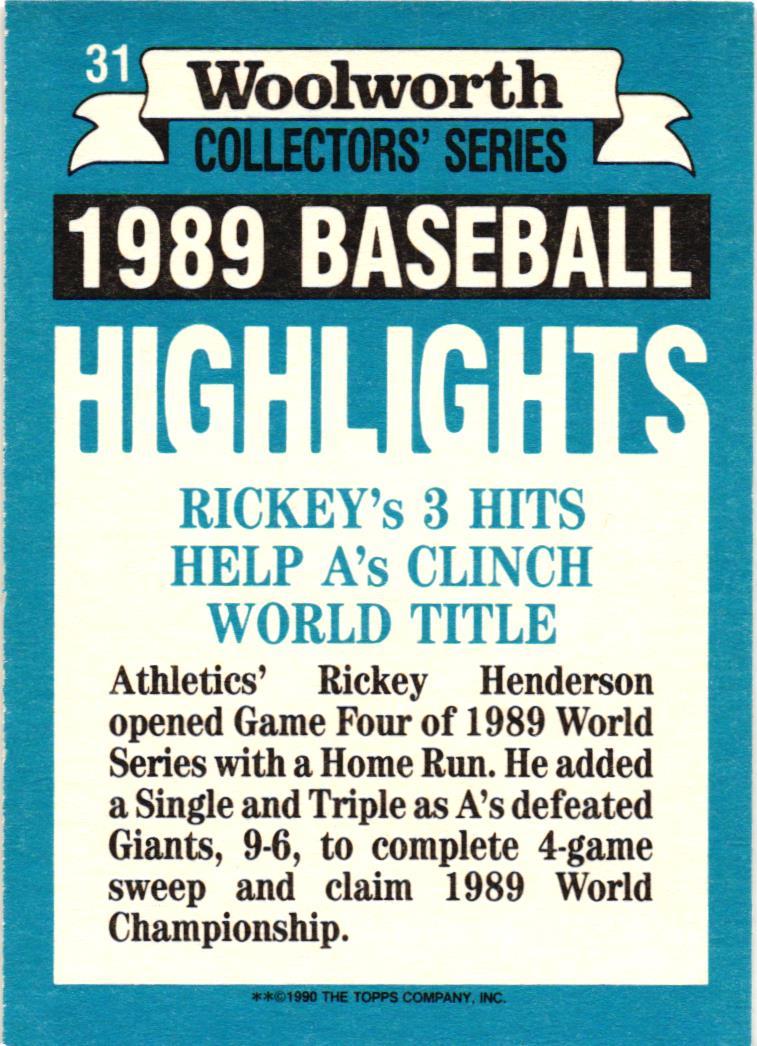 31
Woolworth
COLLECTORS' SERIES
1989 BASEBALL
HIGHLIGHTS
RICKEY's 3 HITS
HELP A's CLINCH
WORLD TITLE
Athletics' Rickey Henderson
opened Game Four of 1989 World
Series with a Home Run. He added
a Single and Triple as A's defeated
Giants, 9-6, to complete 4-game
sweep and claim 1989 World
Championship.
**©1990 THE TOPPS COMPANY, INC.